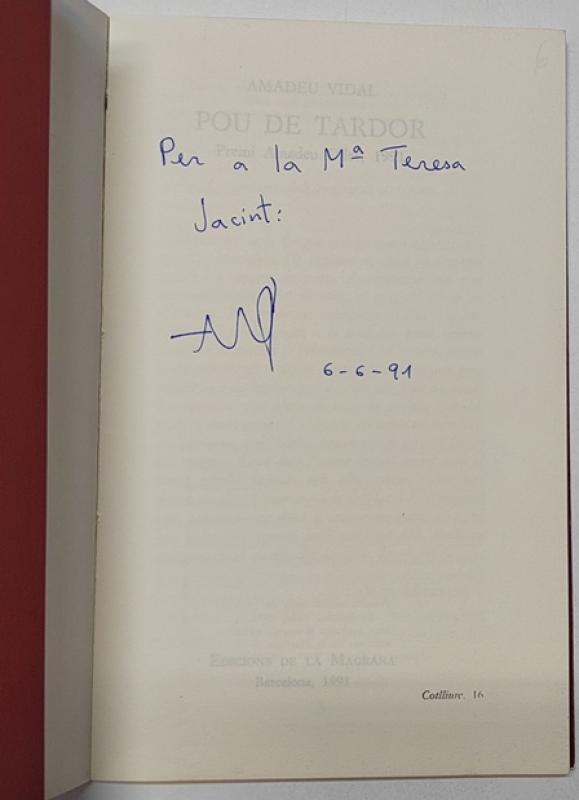 AMADEU VIDAL
POU DE TARDOR
Per a la Mª Teresa
Jacint:
6-6-91
EDICIONS DE LA MAGRANA
Barcelona, 1991
Cotlliure, 16